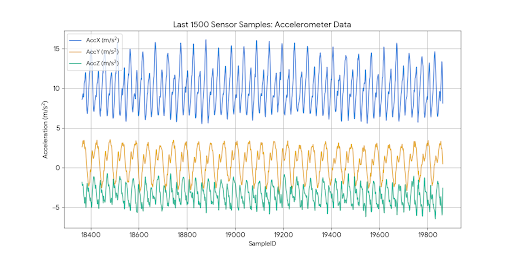 Last 1500 Sensor Samples: Accelerometer Data
AccX (m/s²)
AccY (m/s²)
AccZ (m/s²)
Acceleration (m/s²)
15
10
5
0
−5
18400 18600 18800 19000 19200 19400 19600 19800
SampleID